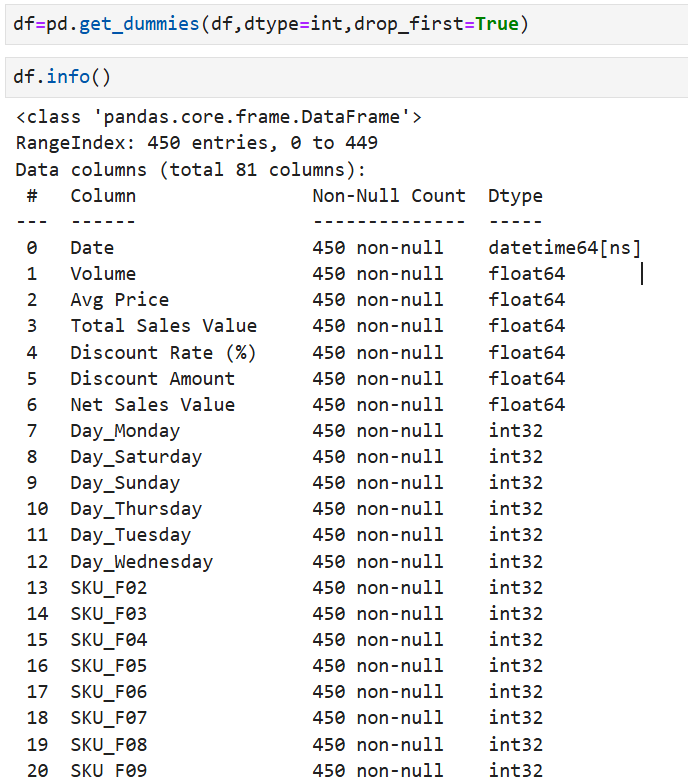 df=pd.get_dummies(df,dtype=int,drop_first=True)
df.info()
<class 'pandas.core.frame.DataFrame'>
RangeIndex: 450 entries, 0 to 449
Data columns (total 81 columns):
 #   Column                Non-Null Count  Dtype
---  ------                --------------  -----
 0   Date                  450 non-null    datetime64[ns]
 1   Volume                450 non-null    float64
 2   Avg Price             450 non-null    float64
 3   Total Sales Value     450 non-null    float64
 4   Discount Rate (%)     450 non-null    float64
 5   Discount Amount       450 non-null    float64
 6   Net Sales Value       450 non-null    float64
 7   Day_Monday            450 non-null    int32
 8   Day_Saturday          450 non-null    int32
 9   Day_Sunday            450 non-null    int32
 10  Day_Thursday          450 non-null    int32
 11  Day_Tuesday           450 non-null    int32
 12  Day_Wednesday         450 non-null    int32
 13  SKU_F02               450 non-null    int32
 14  SKU_F03               450 non-null    int32
 15  SKU_F04               450 non-null    int32
 16  SKU_F05               450 non-null    int32
 17  SKU_F06               450 non-null    int32
 18  SKU_F07               450 non-null    int32
 19  SKU_F08               450 non-null    int32
 20  SKU_F09               450 non-null    int32